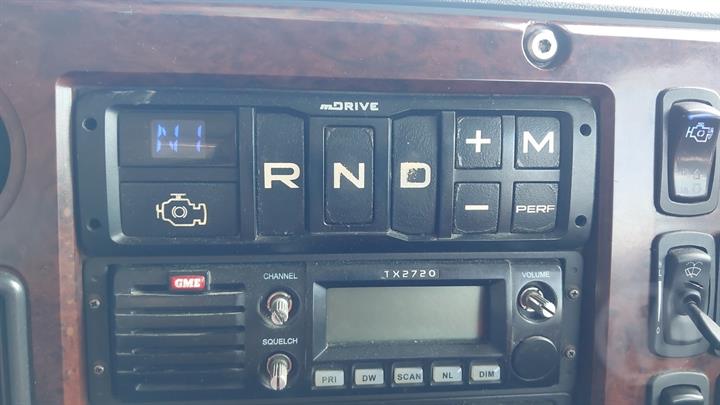 mDRIVE
N1
R N D + M
- PERF
GME
TX2720
CHANNEL
VOLUME
SQUELCH
PRI DW SCAN NL DIM